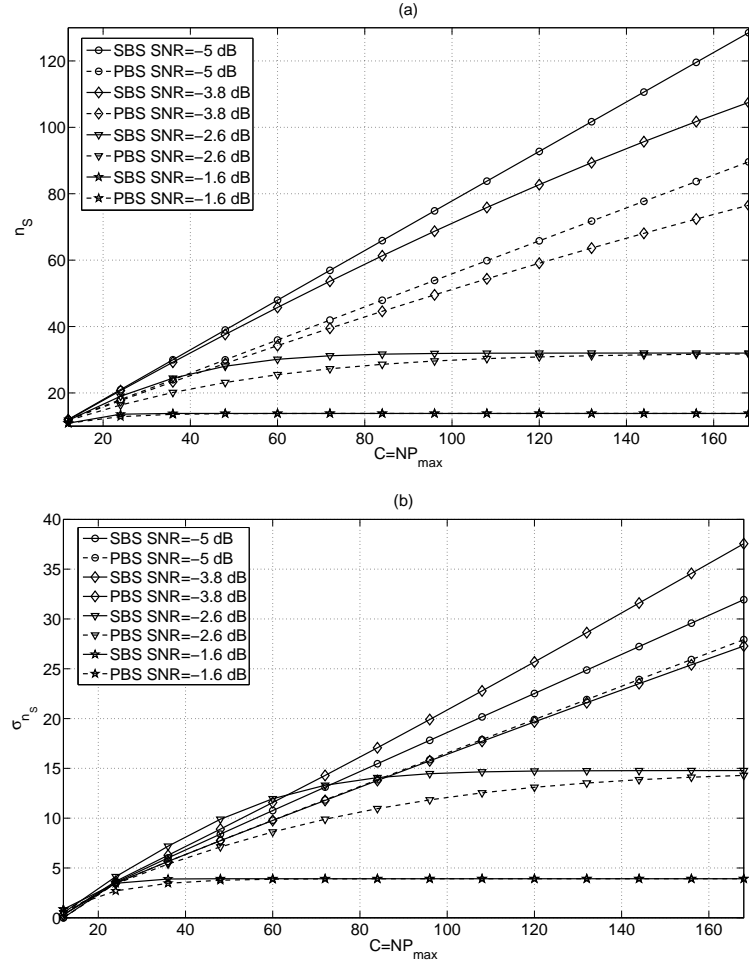 (a)
SBS SNR=−5 dB
PBS SNR=−5 dB
SBS SNR=−3.8 dB
PBS SNR=−3.8 dB
SBS SNR=−2.6 dB
PBS SNR=−2.6 dB
SBS SNR=−1.6 dB
PBS SNR=−1.6 dB
120
100
80
60
40
20
n_S
20 40 60 80 100 120 140 160
C=NP_max
(b)
SBS SNR=−5 dB
PBS SNR=−5 dB
SBS SNR=−3.8 dB
PBS SNR=−3.8 dB
SBS SNR=−2.6 dB
PBS SNR=−2.6 dB
SBS SNR=−1.6 dB
PBS SNR=−1.6 dB
40
35
30
25
20
15
10
5
0
σ_n_S
20 40 60 80 100 120 140 160
C=NP_max